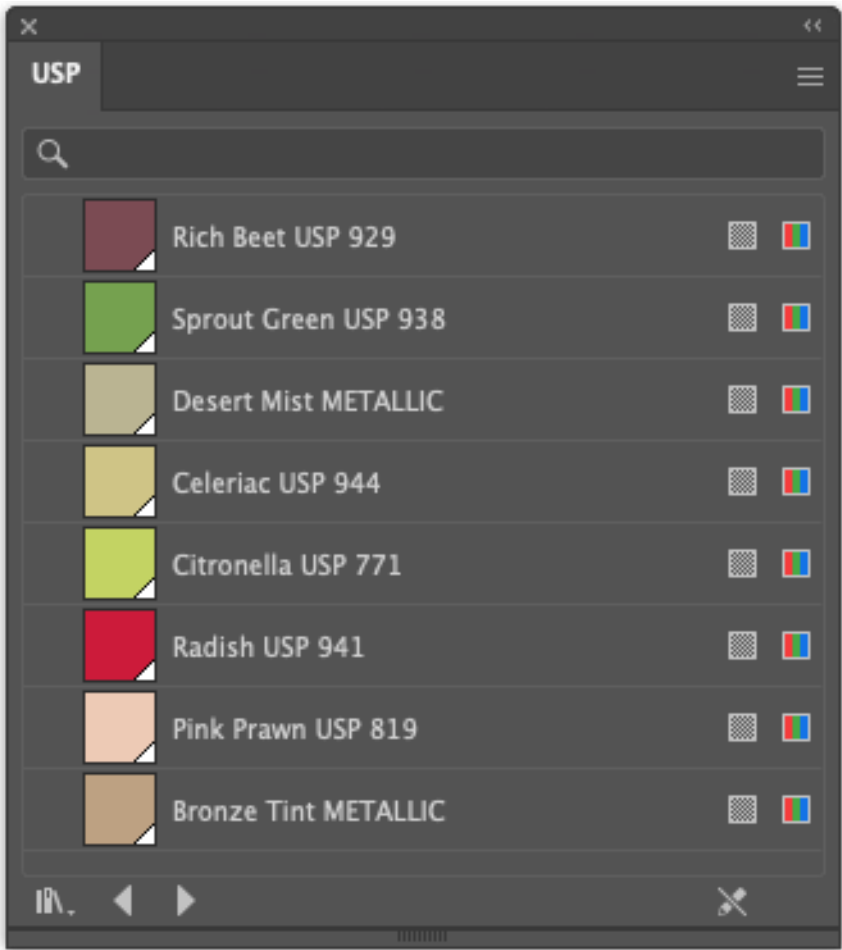 USP
Rich Beet USP 929
Sprout Green USP 938
Desert Mist METALLIC
Celeriac USP 944
Citronella USP 771
Radish USP 941
Pink Prawn USP 819
Bronze Tint METALLIC